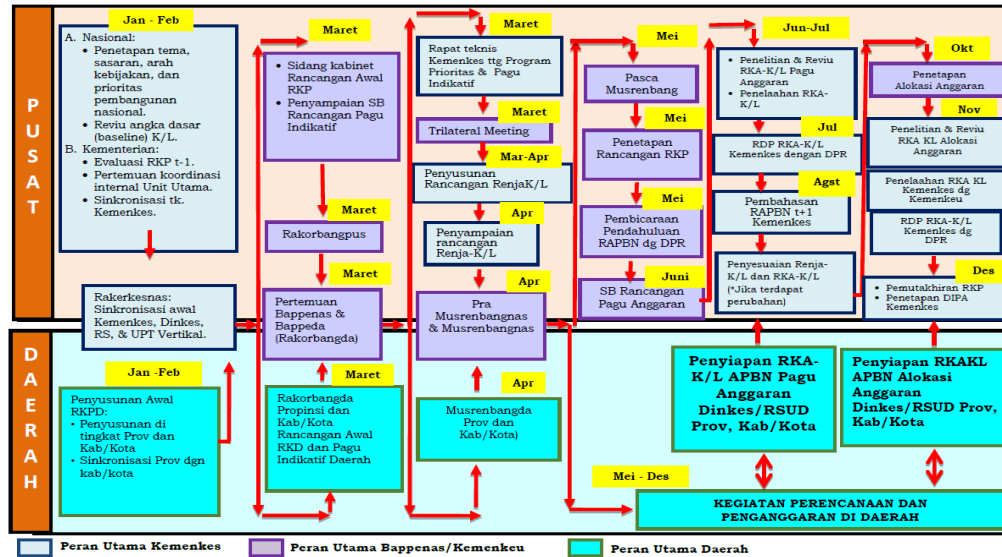 PUSAT
Jan - Feb
A. Nasional:
• Penetapan tema,
sasaran, arah
kebijakan, dan
prioritas
pembangunan
nasional.
• Reviu angka dasar
(baseline) K/L.
B. Kementerian:
• Evaluasi RKP t-1.
• Pertemuan koordinasi
internal Unit Utama.
• Sinkronisasi tk.
Kemenkes.
Rakerkesnas:
Sinkronisasi awal
Kemenkes, Dinkes,
RS, & UPT Vertikal.
Maret
• Sidang kabinet
Rancangan Awal
RKP
• Penyampaian SB
Rancangan Pagu
Indikatif
Maret
Rakorbangpus
Maret
Pertemuan
Bappenas &
Bappeda
(Rakorbangda)
Maret
Rapat teknis
Kemenkes ttg Program
Prioritas & Pagu
Indikatif
Maret
Trilateral Meeting
Mar-Apr
Penyusunan
Rancangan RenjaK/L
Apr
Penyampaian
rancangan
Renja-K/L
Apr
Pra
Musrenbangnas
& Musrenbangnas
Mei
Pasca
Musrenbang
Mei
Penetapan
Rancangan RKP
Mei
Pembicaraan
Pendahuluan
RAPBN dg DPR
Juni
SB Rancangan
Pagu Anggaran
Jun-Jul
• Penelitian & Reviu
RKA-K/L Pagu
Anggaran
• Penelaahan RKA-
K/L
Jul
RDP RKA-K/L
Kemenkes dengan DPR
Agst
Pembahasan
RAPBN t+1
Kemenkes
Penyesuaian Renja-
K/L dan RKA-K/L
(*Jika terdapat
perubahan)
Okt
Penetapan
Alokasi Anggaran
Nov
Penelitian & Reviu
RKA KL Alokasi
Anggaran
Penelaahan RKA KL
Kemenkes dg
Kemenkeu
RDP RKA-K/L
Kemenkes dg
DPR
Des
• Pemutakhiran RKP
• Penetapan DIPA
Kemenkes
DAERAH
Jan -Feb
Penyusunan Awal
RKPD:
• Penyusunan di
tingkat Prov dan
Kab/Kota
• Sinkronisasi Prov dgn
kab/kota
Maret
Rakorbangda
Propinsi dan
Kab/Kota
Rancangan Awal
RKD dan Pagu
Indikatif Daerah
Apr
Musrenbangda
Prov dan
Kab/Kota)
Penyiapan RKA-
K/L APBN Pagu
Anggaran
Dinkes/RSUD
Prov, Kab/Kota
Penyiapan RKAKL
APBN Alokasi
Anggaran
Dinkes/RSUD Prov,
Kab/Kota
Mei - Des
KEGIATAN PERENCANAAN DAN
PENGANGGARAN DI DAERAH
Peran Utama Kemenkes
Peran Utama Bappenas/Kemenkeu
Peran Utama Daerah